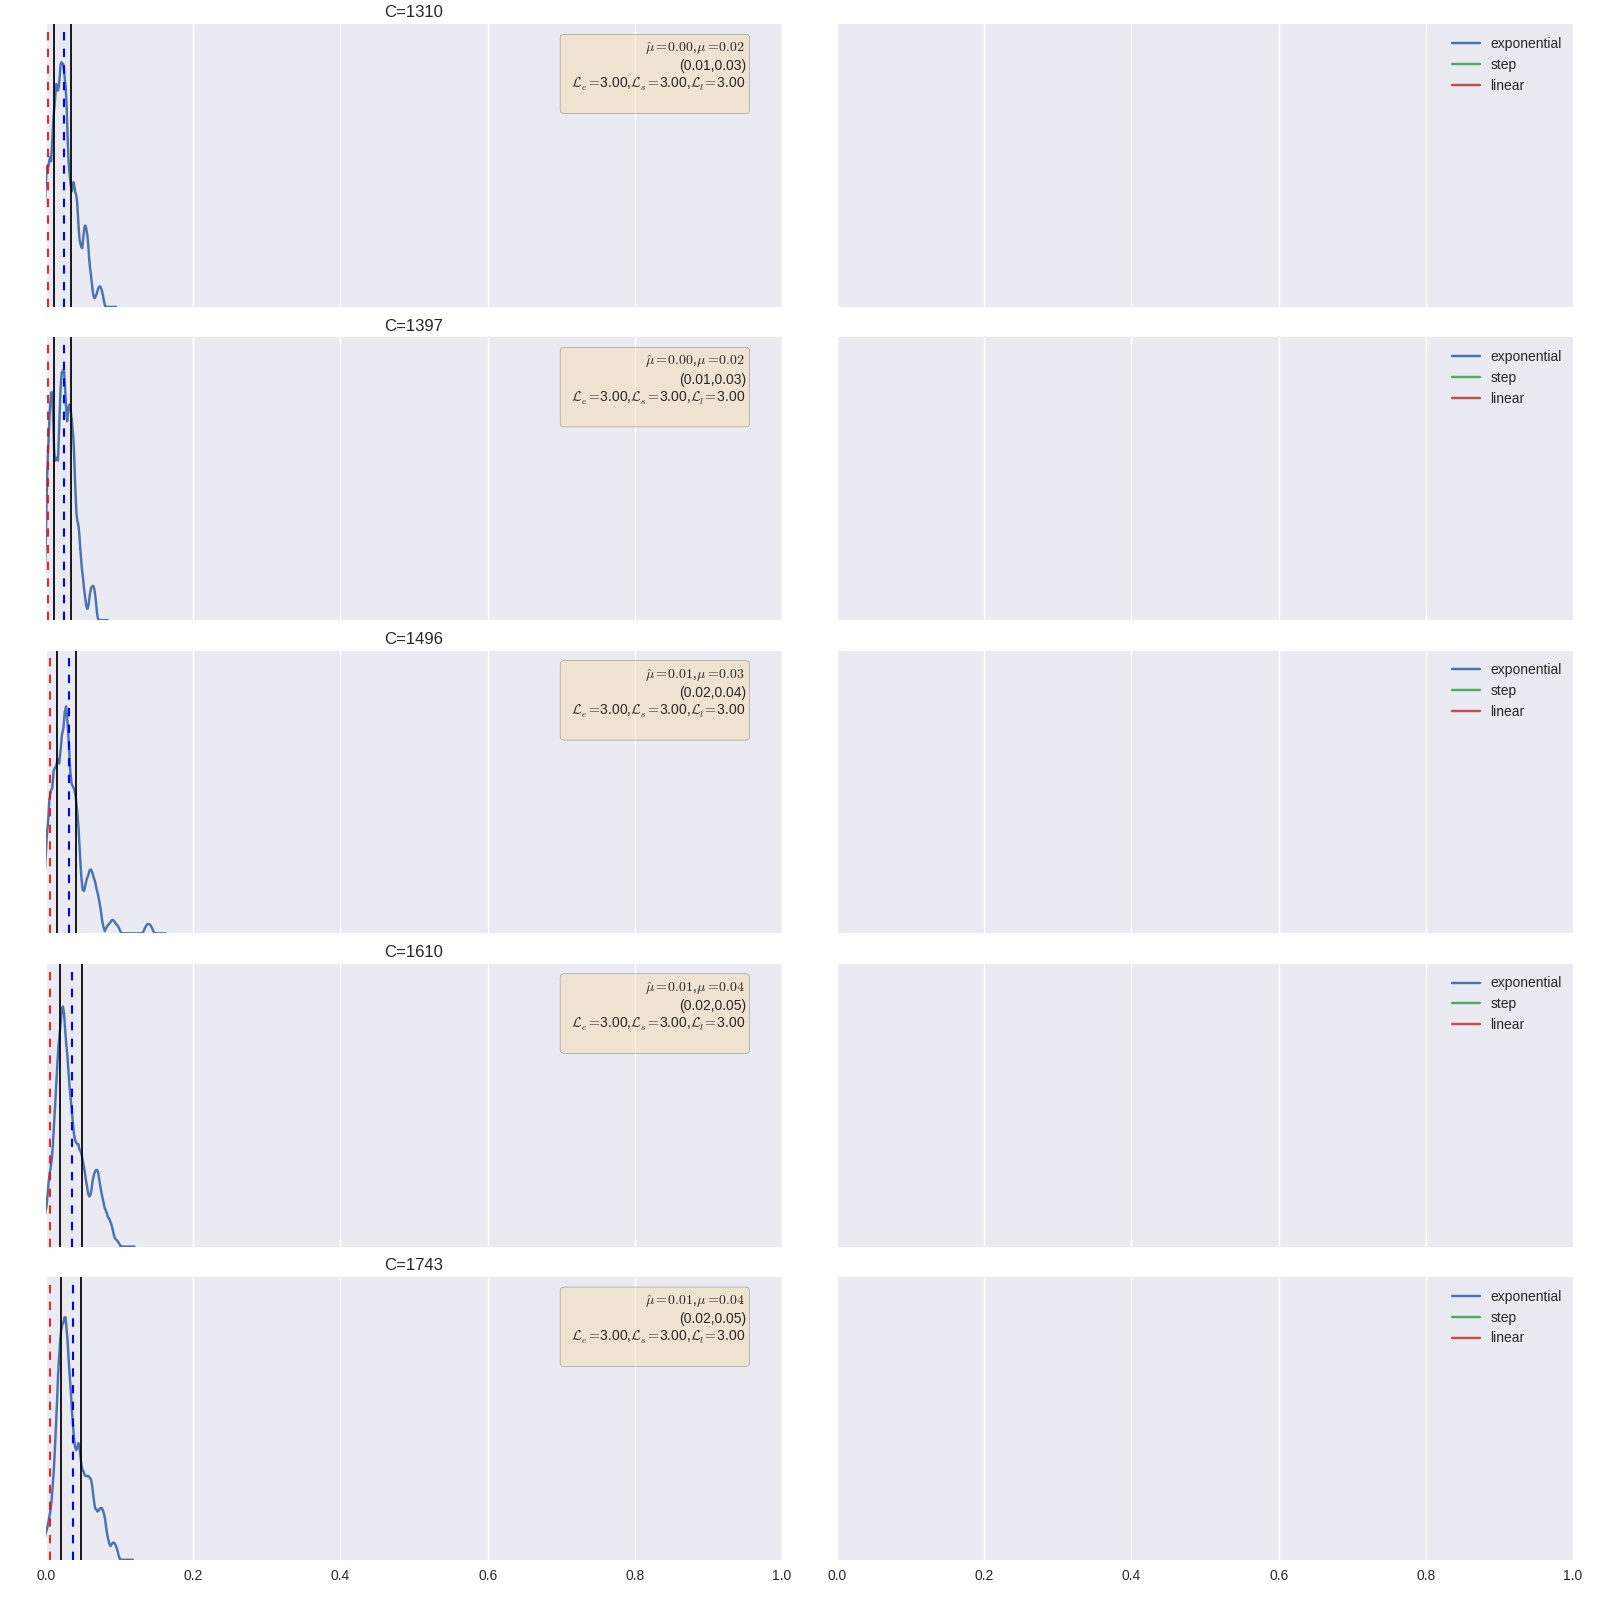 C=1310
μ̂=0.00,μ=0.02
(0.01,0.03)
ℒₑ=3.00,ℒₛ=3.00,ℒₗ=3.00
exponential
step
linear
C=1397
μ̂=0.00,μ=0.02
(0.01,0.03)
ℒₑ=3.00,ℒₛ=3.00,ℒₗ=3.00
exponential
step
linear
C=1496
μ̂=0.01,μ=0.03
(0.02,0.04)
ℒₑ=3.00,ℒₛ=3.00,ℒₗ=3.00
exponential
step
linear
C=1610
μ̂=0.01,μ=0.04
(0.02,0.05)
ℒₑ=3.00,ℒₛ=3.00,ℒₗ=3.00
exponential
step
linear
C=1743
μ̂=0.01,μ=0.04
(0.02,0.05)
ℒₑ=3.00,ℒₛ=3.00,ℒₗ=3.00
exponential
step
linear
0.0 0.2 0.4 0.6 0.8 1.0
0.0 0.2 0.4 0.6 0.8 1.0